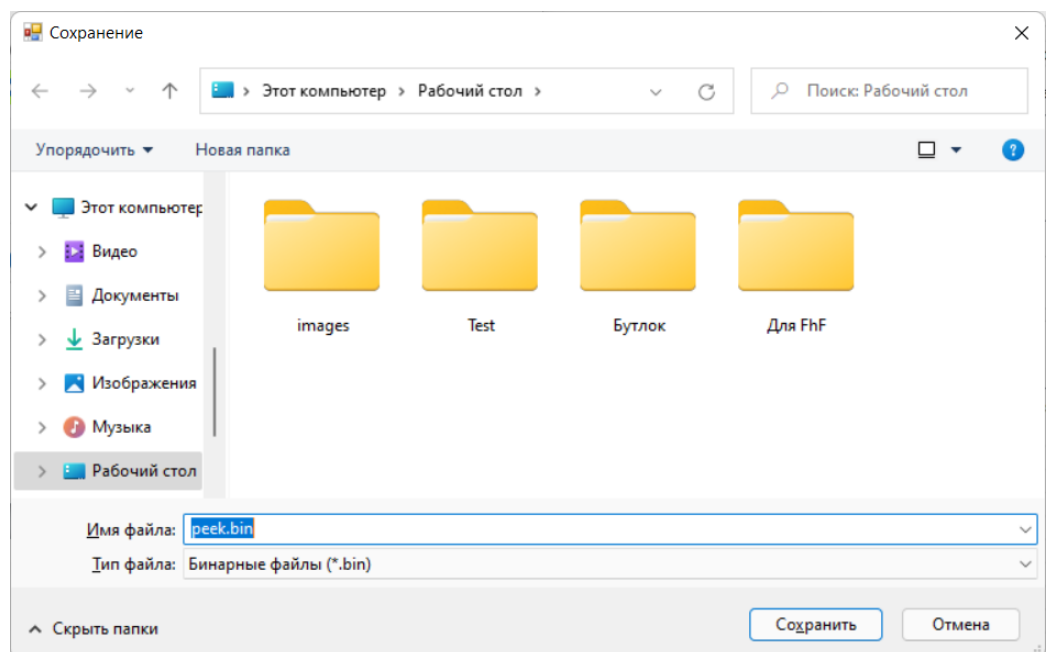 Сохранение
Этот компьютер › Рабочий стол ›
Поиск: Рабочий стол
Упорядочить
Новая папка
Этот компьютер
Видео
Документы
Загрузки
Изображения
Музыка
Рабочий стол
images
Test
Бутлок
Для FhF
Имя файла: peek.bin
Тип файла: Бинарные файлы (*.bin)
Скрыть папки
Сохранить
Отмена